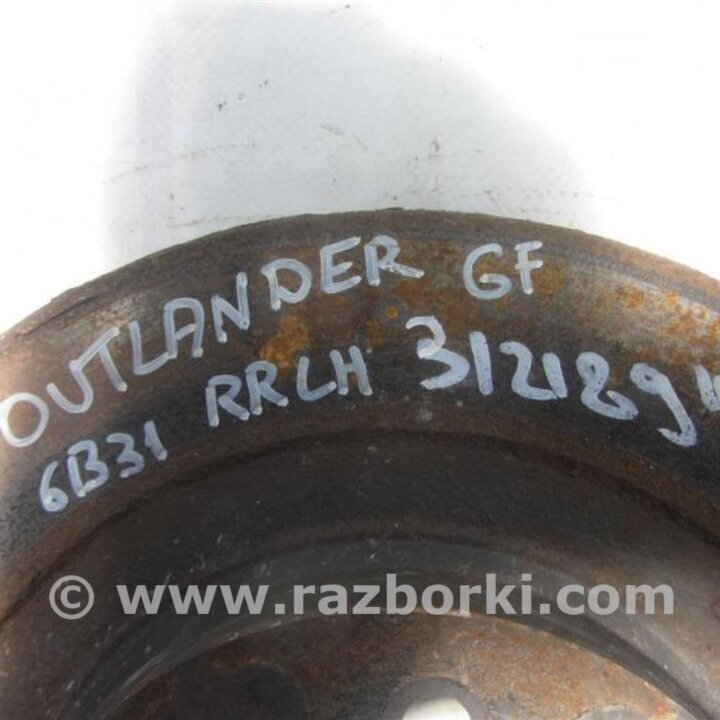 OUTLANDER GF
6B31 RRLH 312189
© www.razborki.com